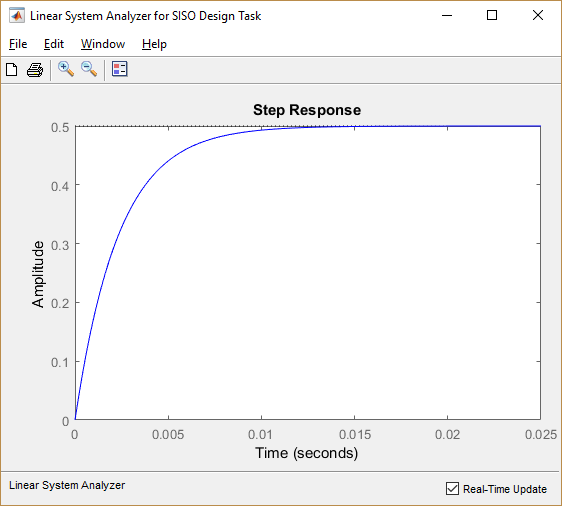 Linear System Analyzer for SISO Design Task
File Edit Window Help
Step Response
0.5
0.4
0.3
0.2
0.1
0
Amplitude
0 0.005 0.01 0.015 0.02 0.025
Time (seconds)
Linear System Analyzer
Real-Time Update